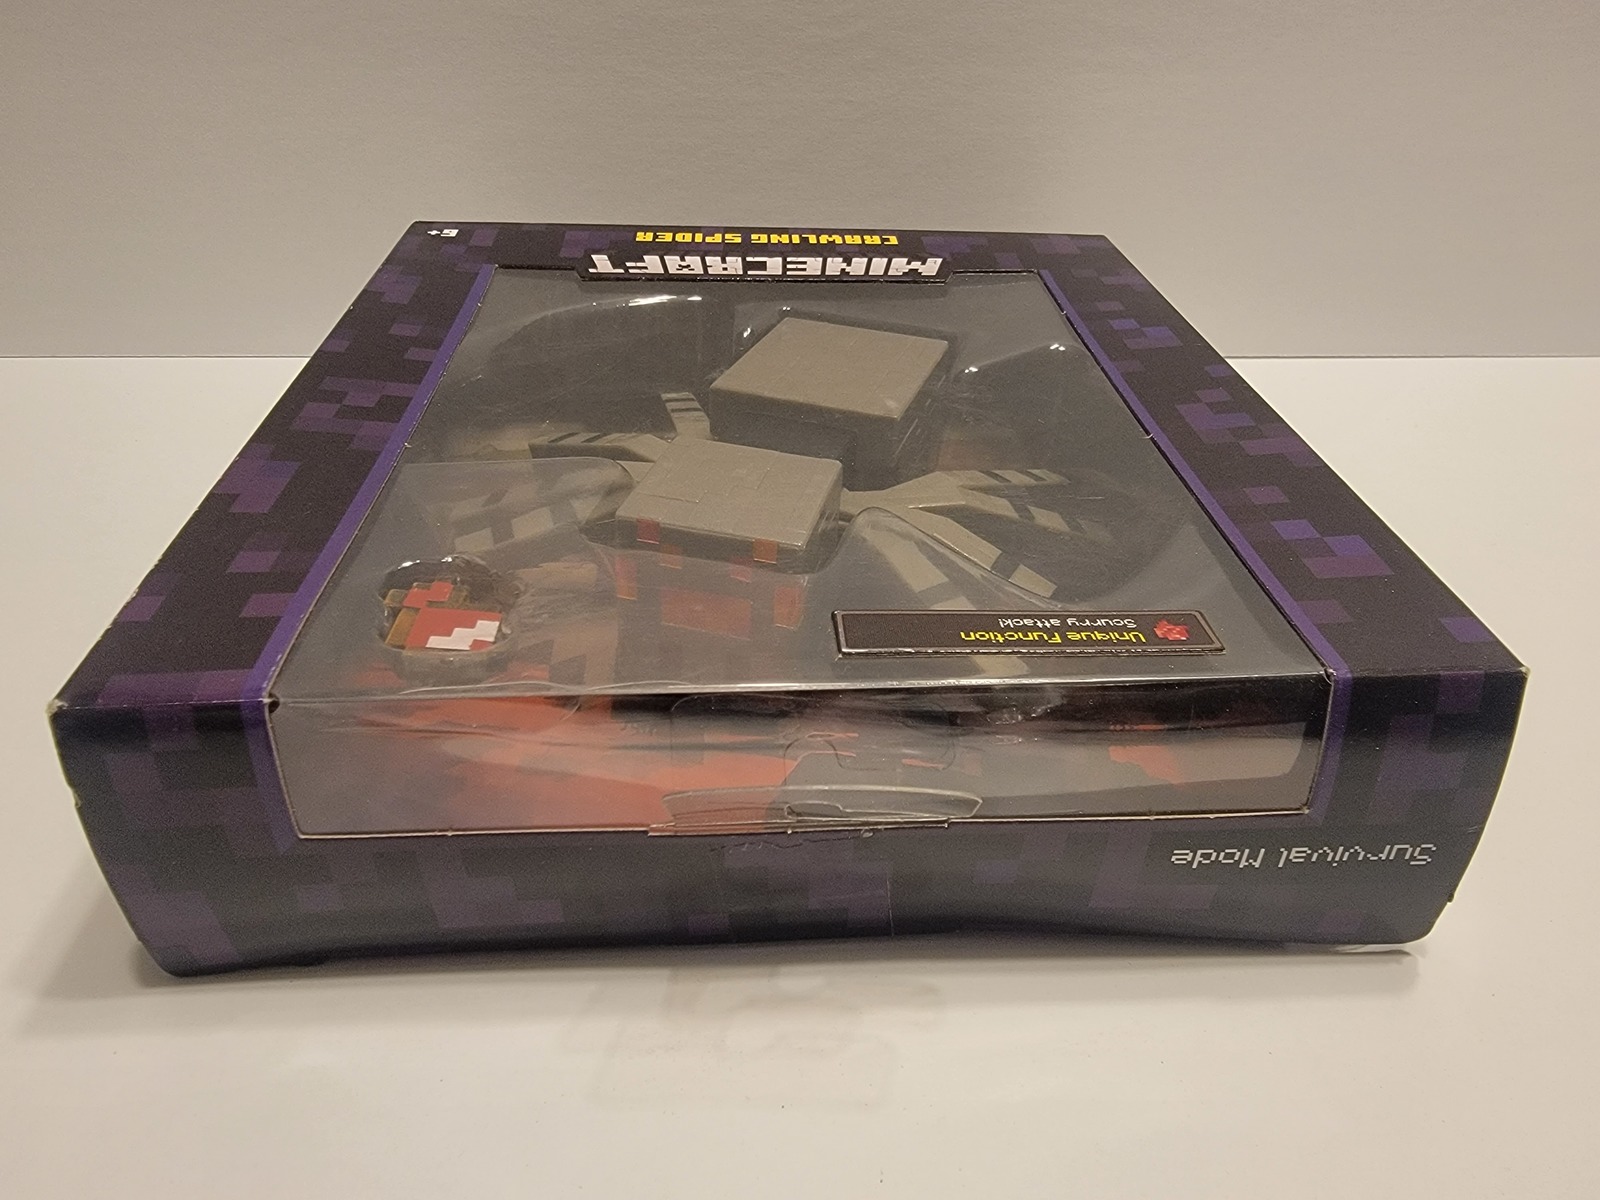 Survival Mode
Unique Function
Scurry attack!
MINECRAFT
CRAWLING SPIDER
6+